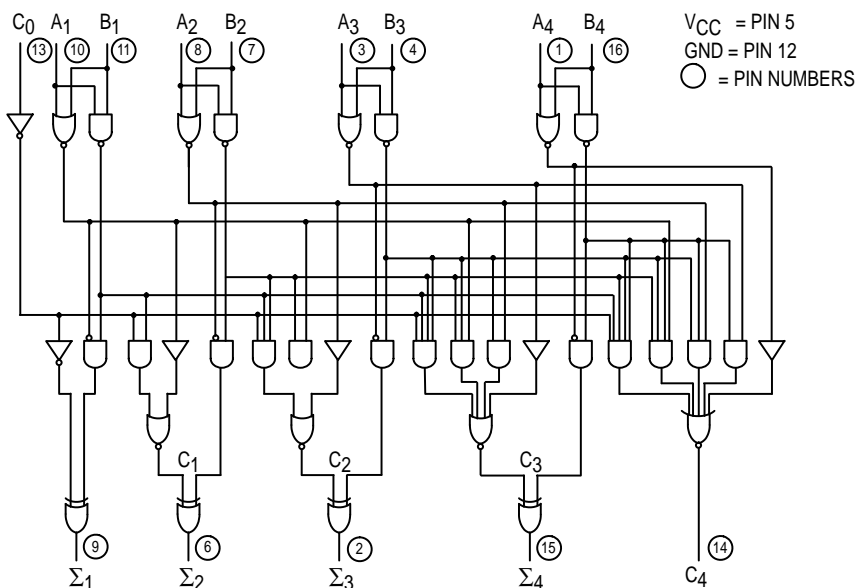 C0 A1 B1 A2 B2 A3 B3 A4 B4
13 10 11 8 7 3 4 1 16
VCC = PIN 5
GND = PIN 12
= PIN NUMBERS
C1 C2 C3
9 6 2 15 14
Σ1 Σ2 Σ3 Σ4 C4